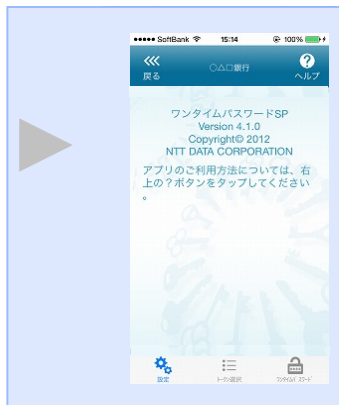 SoftBank 15:14 100%
戻る
○△□銀行
ヘルプ
ワンタイムパスワードSP
Version 4.1.0
Copyright© 2012
NTT DATA CORPORATION
アプリのご利用方法については、右
上の？ボタンをタップしてください
。
設定 トークン選択 ワンタイムパスワード